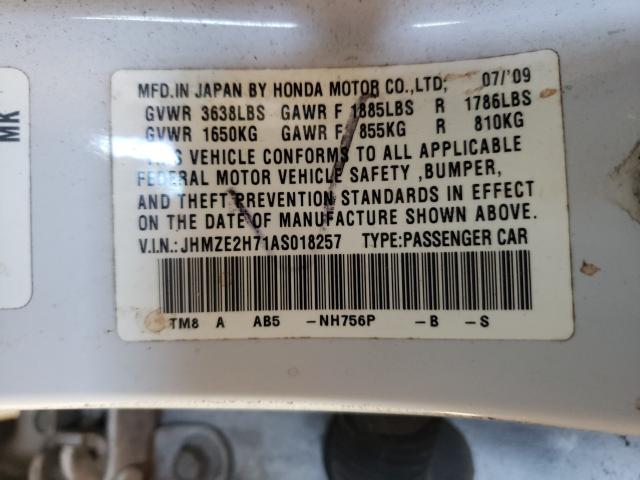 MFD.IN JAPAN BY HONDA MOTOR CO.,LTD; 07/'09
GVWR 3638LBS GAWR F 1885LBS R 1786LBS
GVWR 1650KG GAWR F 855KG R 810KG
THIS VEHICLE CONFORMS TO ALL APPLICABLE
FEDERAL MOTOR VEHICLE SAFETY ,BUMPER,
AND THEFT PREVENTION STANDARDS IN EFFECT
ON THE DATE OF MANUFACTURE SHOWN ABOVE.
V.I.N.: JHMZE2H71AS018257 TYPE:PASSENGER CAR
TM8 A AB5 -NH756P -B -S
MK